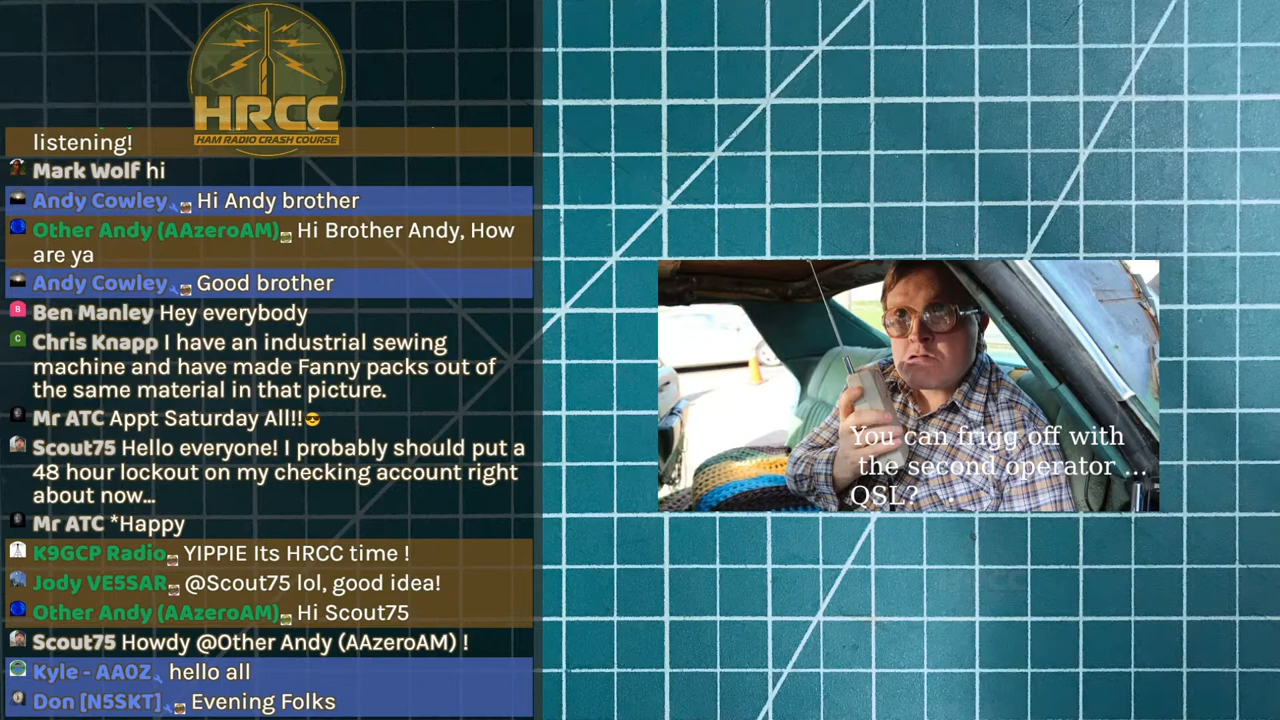 HRCC
HAM RADIO CRASH COURSE
listening!
Mark Wolf hi
Andy Cowley Hi Andy brother
Other Andy (AAzeroAM) Hi Brother Andy, How
are ya
Andy Cowley Good brother
B Ben Manley Hey everybody
C Chris Knapp I have an industrial sewing
machine and have made Fanny packs out of
the same material in that picture.
Mr ATC Appt Saturday All!!😎
Scout75 Hello everyone! I probably should put a
48 hour lockout on my checking account right
about now...
Mr ATC *Happy
K9GCP Radio YIPPIE Its HRCC time !
Jody VE5SAR @Scout75 lol, good idea!
Other Andy (AAzeroAM) Hi Scout75
Scout75 Howdy @Other Andy (AAzeroAM) !
Kyle - AA0Z hello all
Don [N5SKT] Evening Folks
You can frigg off with
the second operator ...
QSL?